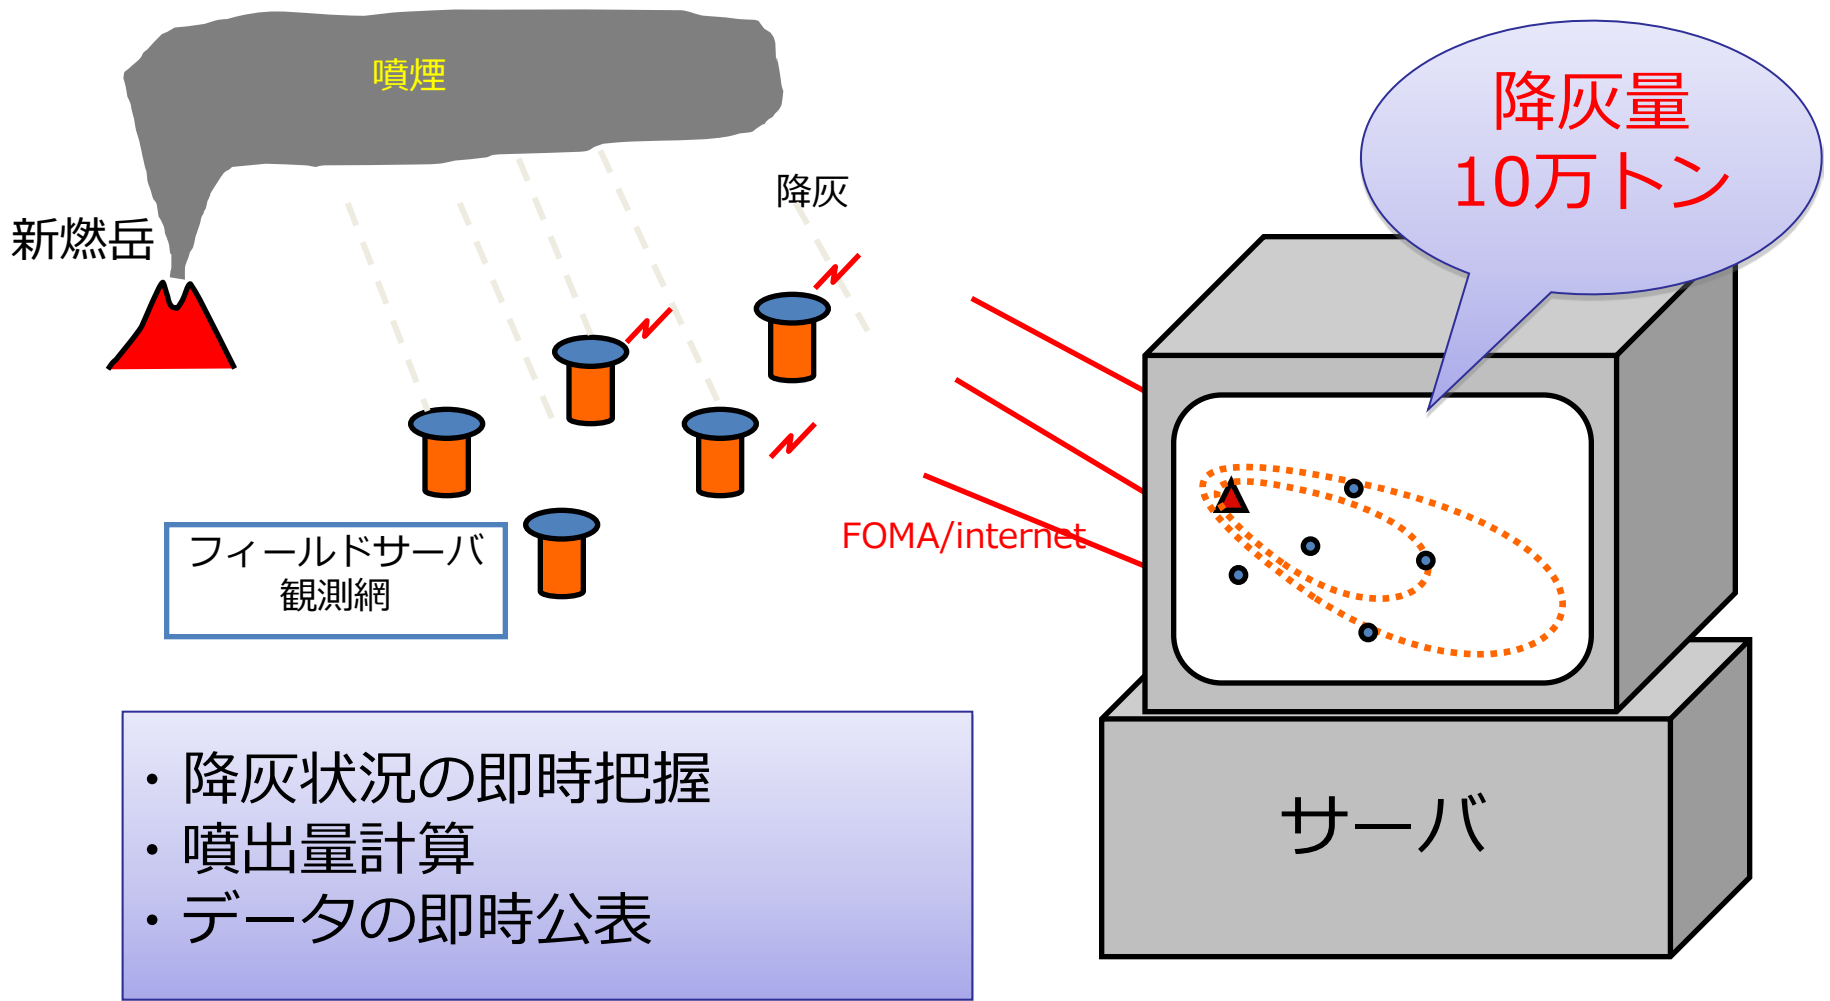 噴煙
降灰
新燃岳
降灰量
10万トン
FOMA/internet
フィールドサーバ
観測網
・降灰状況の即時把握
・噴出量計算
・データの即時公表
サーバ